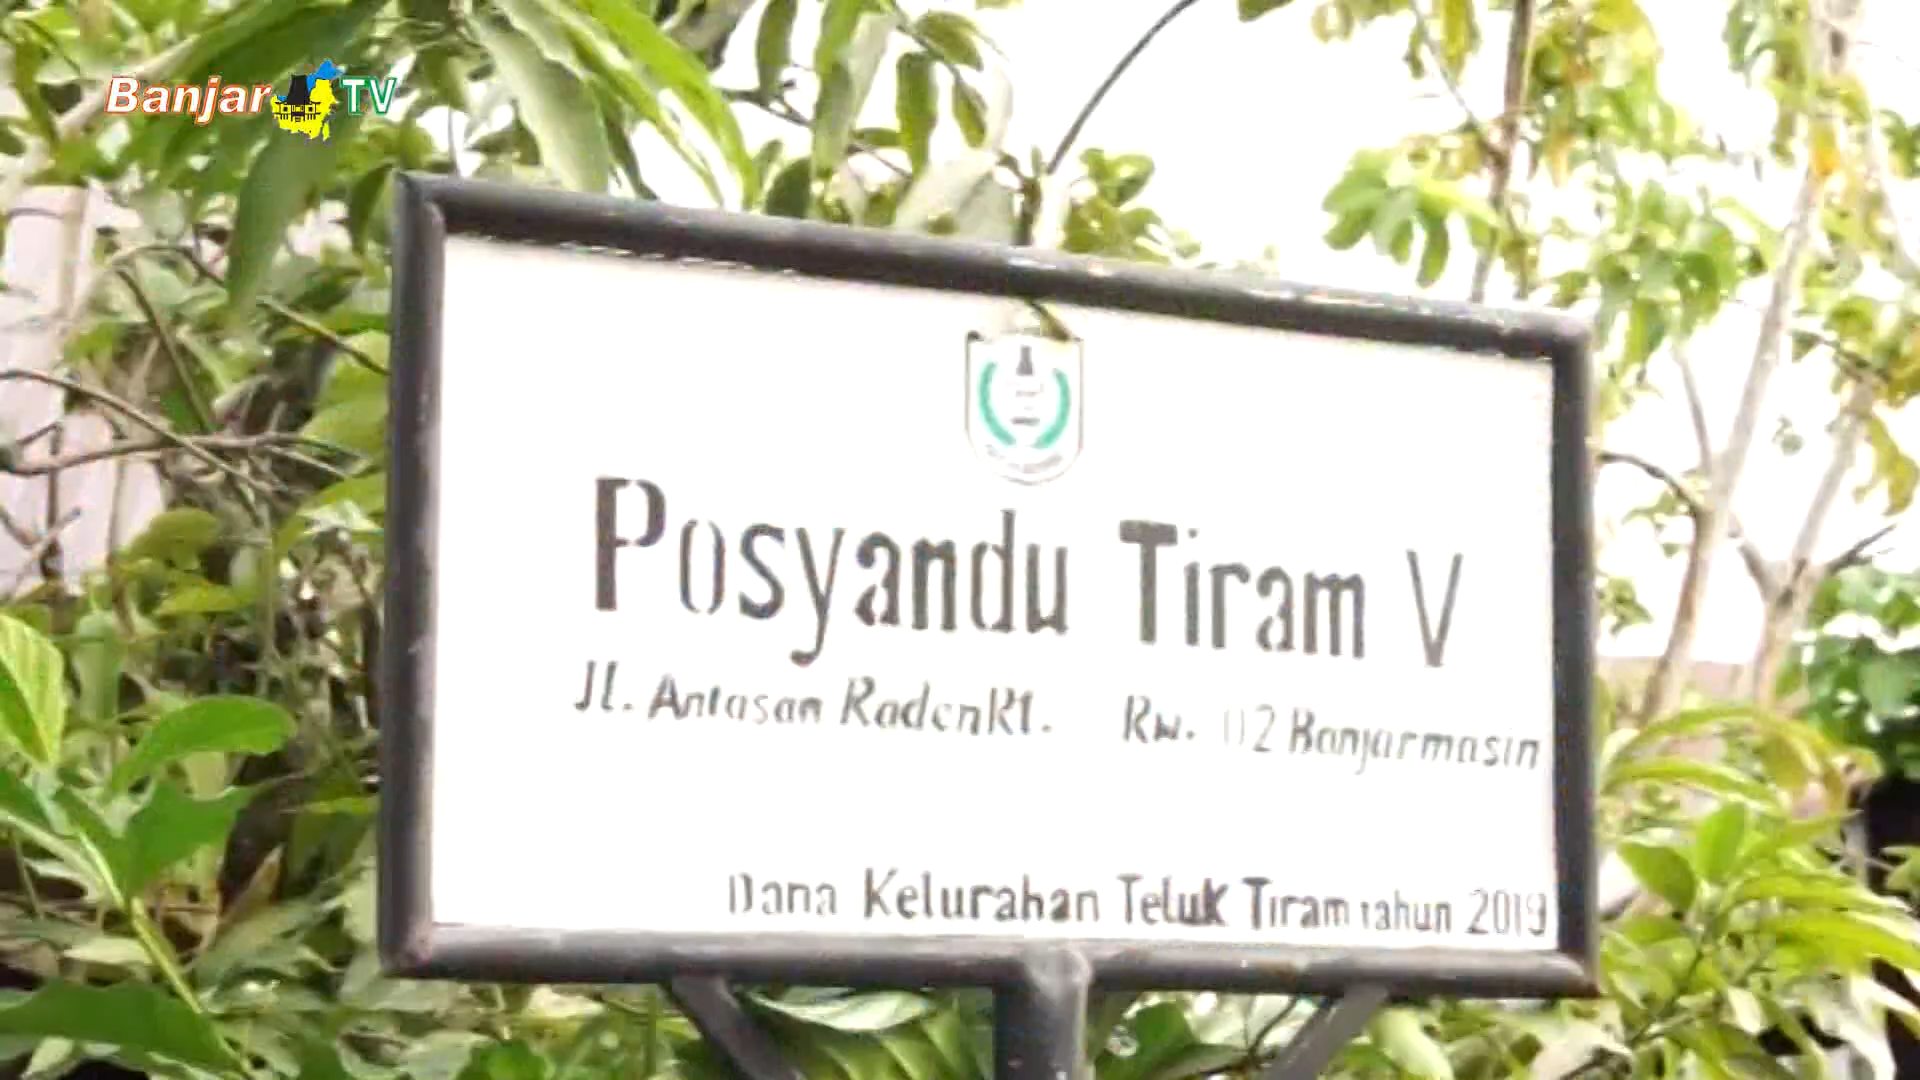 Banjar TV
Posyandu Tiram V
Jl. Antasan Raden Rt. Rw. 02 Banjarmasin
Dana Kelurahan Teluk Tiram tahun 2019